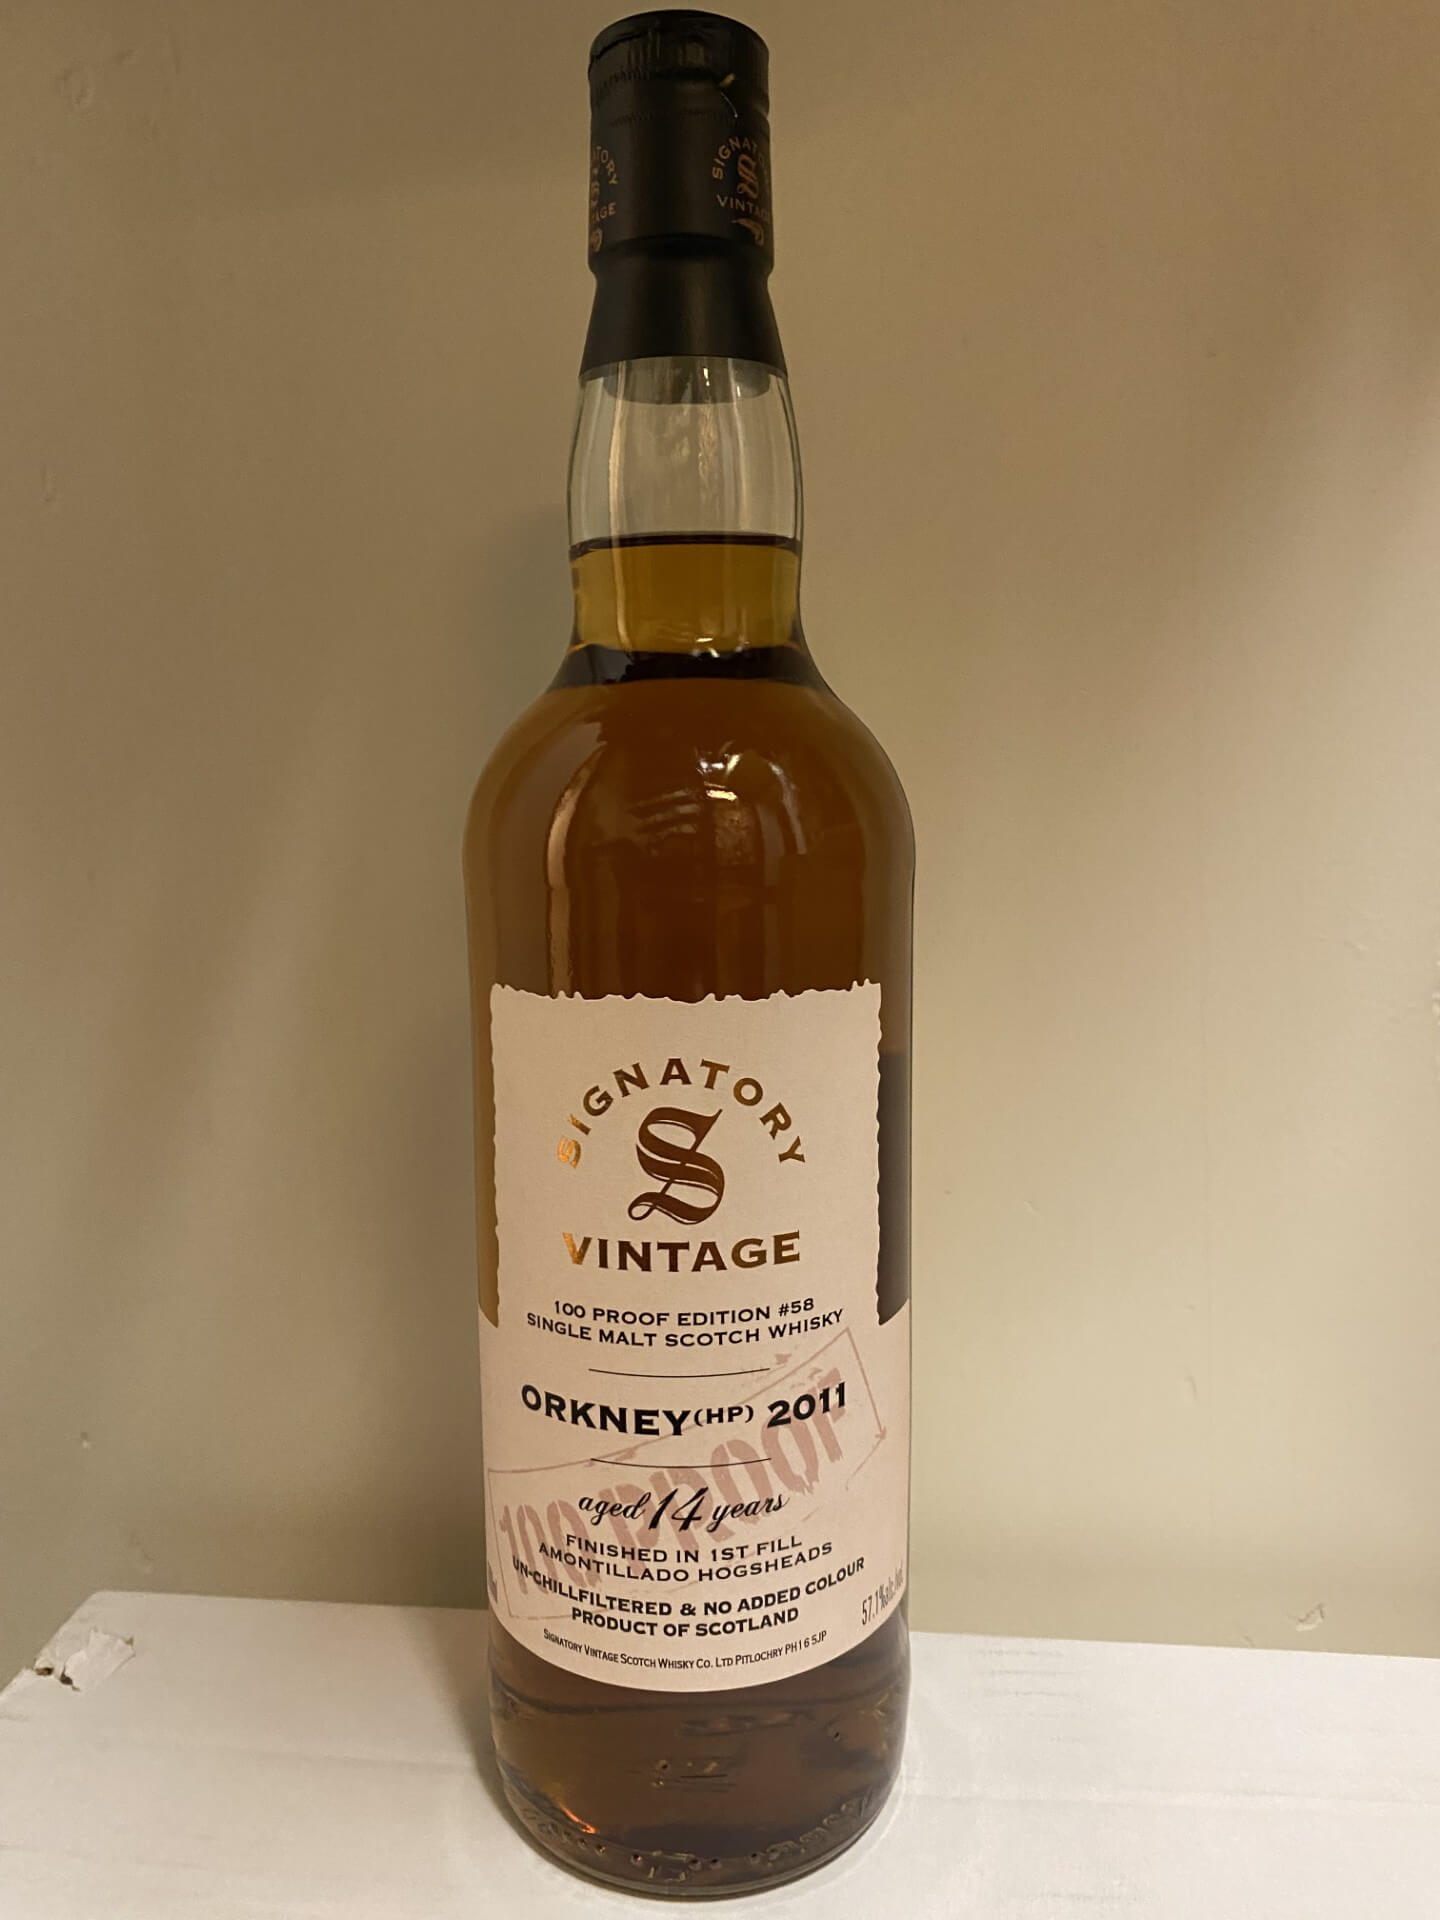 SIGNATORY
VINTAGE
SIGNATORY
S
VINTAGE
100 PROOF EDITION #58
SINGLE MALT SCOTCH WHISKY
ORKNEY (HP) 2011
100 PROOF
aged 14 years
FINISHED IN 1ST FILL
AMONTILLADO HOGSHEADS
UN-CHILLFILTERED & NO ADDED COLOUR
PRODUCT OF SCOTLAND
57.1%alc./vol.
SIGNATORY VINTAGE SCOTCH WHISKY CO. LTD PITLOCHRY PH16 5JP